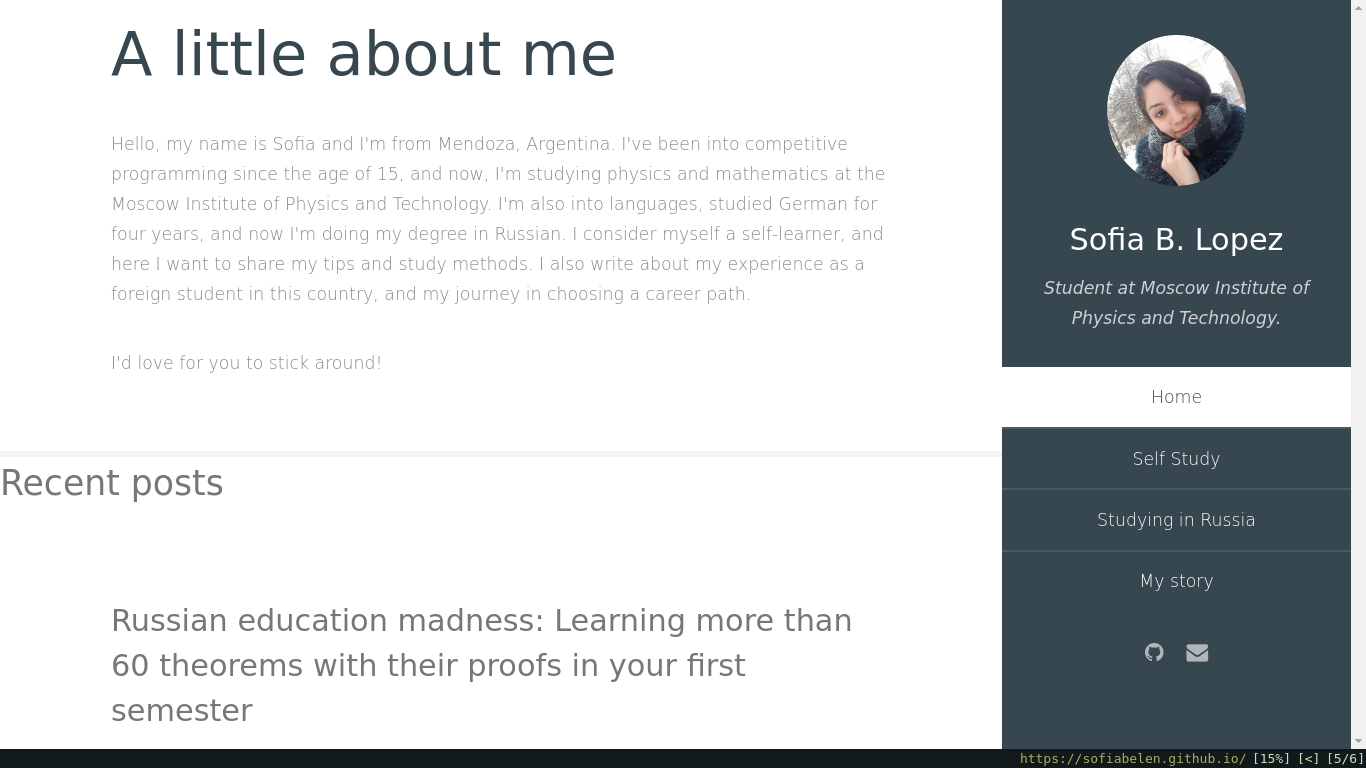 A little about me
Hello, my name is Sofia and I'm from Mendoza, Argentina. I've been into competitive
programming since the age of 15, and now, I'm studying physics and mathematics at the
Moscow Institute of Physics and Technology. I'm also into languages, studied German for
four years, and now I'm doing my degree in Russian. I consider myself a self-learner, and
here I want to share my tips and study methods. I also write about my experience as a
foreign student in this country, and my journey in choosing a career path.
I'd love for you to stick around!
Recent posts
Russian education madness: Learning more than
60 theorems with their proofs in your first
semester
Sofia B. Lopez
Student at Moscow Institute of
Physics and Technology.
Home
Self Study
Studying in Russia
My story
https://sofiabelen.github.io/ [15%] [<] [5/6]